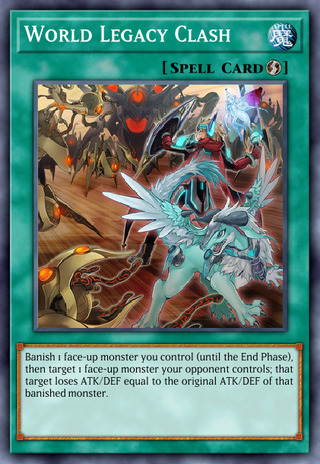 World Legacy Clash
魔
[Spell Card]
Banish 1 face-up monster you control (until the End Phase),
then target 1 face-up monster your opponent controls; that
target loses ATK/DEF equal to the original ATK/DEF of that
banished monster.